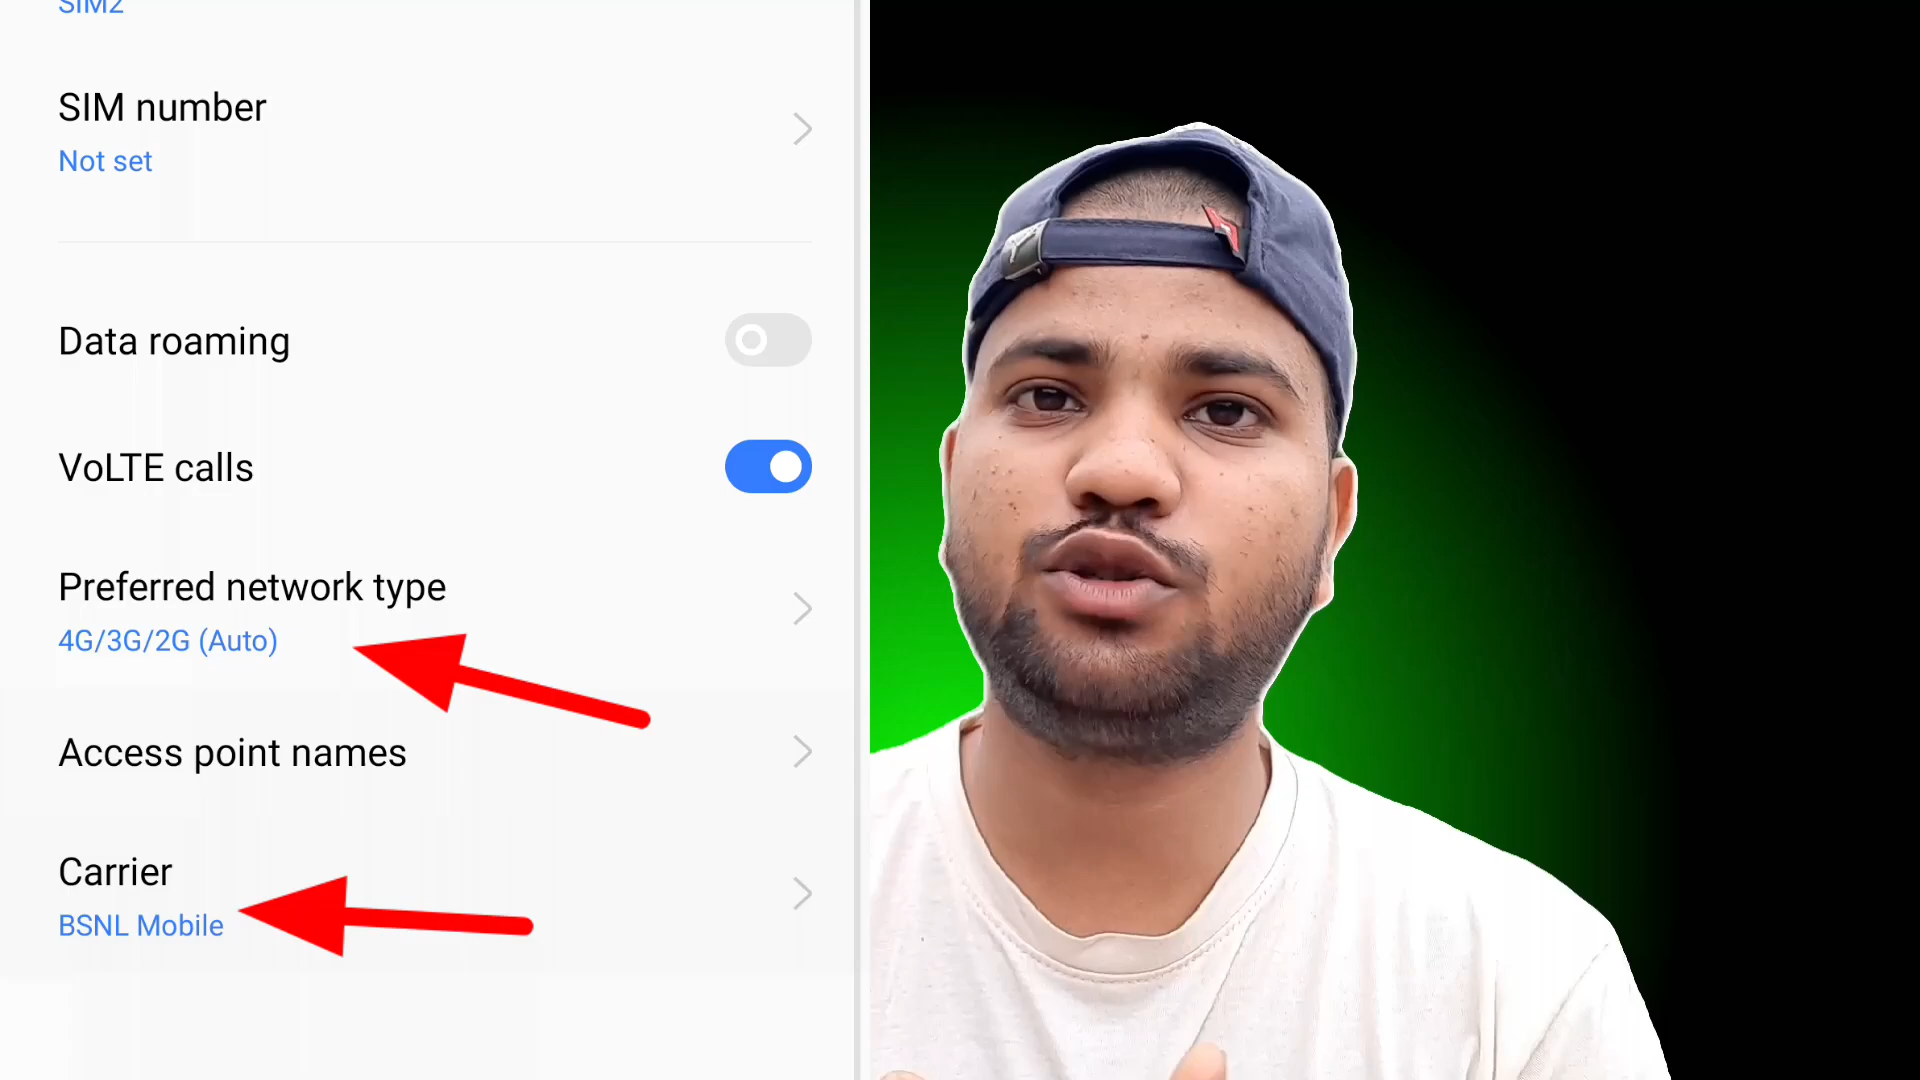 SIM2
SIM number
Not set
Data roaming
VoLTE calls
Preferred network type
4G/3G/2G (Auto)
Access point names
Carrier
BSNL Mobile